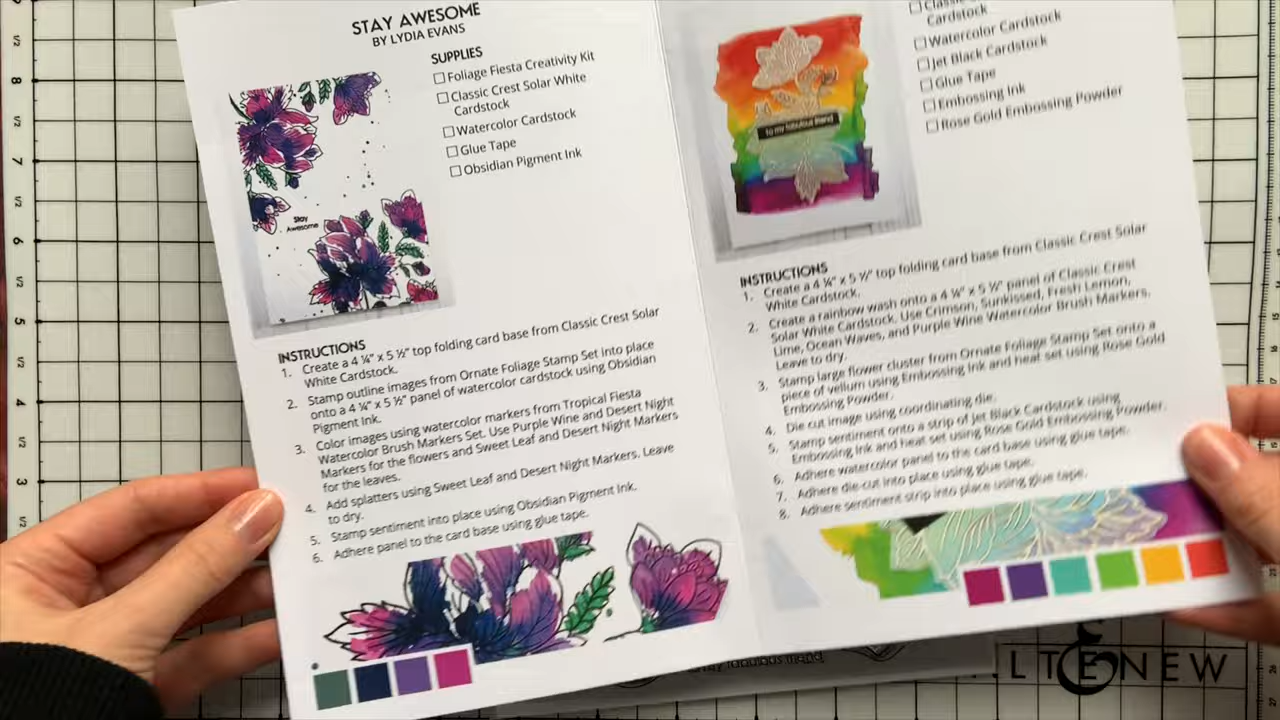 STAY AWESOME
BY LYDIA EVANS
SUPPLIES
Foliage Fiesta Creativity Kit
Classic Crest Solar White
Cardstock
Watercolor Cardstock
Glue Tape
Obsidian Pigment Ink
Stay
Awesome
INSTRUCTIONS
1. Create a 4 ¼" x 5 ½" top folding card base from Classic Crest Solar
White Cardstock.
2. Stamp outline images from Ornate Foliage Stamp Set into place
onto a 4 ¼" x 5 ½" panel of watercolor cardstock using Obsidian
Pigment Ink.
3. Color images using watercolor markers from Tropical Fiesta
Watercolor Brush Markers Set. Use Purple Wine and Desert Night
Markers for the flowers and Sweet Leaf and Desert Night Markers
for the leaves.
4. Add splatters using Sweet Leaf and Desert Night Markers. Leave
to dry.
5. Stamp sentiment into place using Obsidian Pigment Ink.
6. Adhere panel to the card base using glue tape.
Classic
Cardstock
Watercolor Cardstock
Jet Black Cardstock
Glue Tape
Embossing Ink
Rose Gold Embossing Powder
to my fabulous friend
INSTRUCTIONS
1. Create a 4 ¼" x 5 ½" top folding card base from Classic Crest Solar
White Cardstock.
2. Create a rainbow wash onto a 4 ¼" x 5 ½" panel of Classic Crest
Solar White Cardstock. Use Crimson, Sunkissed, Fresh Lemon,
Lime, Ocean Waves, and Purple Wine Watercolor Brush Markers.
Leave to dry.
3. Stamp large flower cluster from Ornate Foliage Stamp Set onto a
piece of vellum using Embossing Ink and heat set using Rose Gold
Embossing Powder.
4. Die cut image using coordinating die.
5. Stamp sentiment onto a strip of Jet Black Cardstock using
Embossing Ink and heat set using Rose Gold Embossing Powder.
6. Adhere watercolor panel to the card base using glue tape.
7. Adhere die-cut into place using glue tape.
8. Adhere sentiment strip into place using glue tape.
my fabulous friend
LTENEW
8
7
6
5
4
3